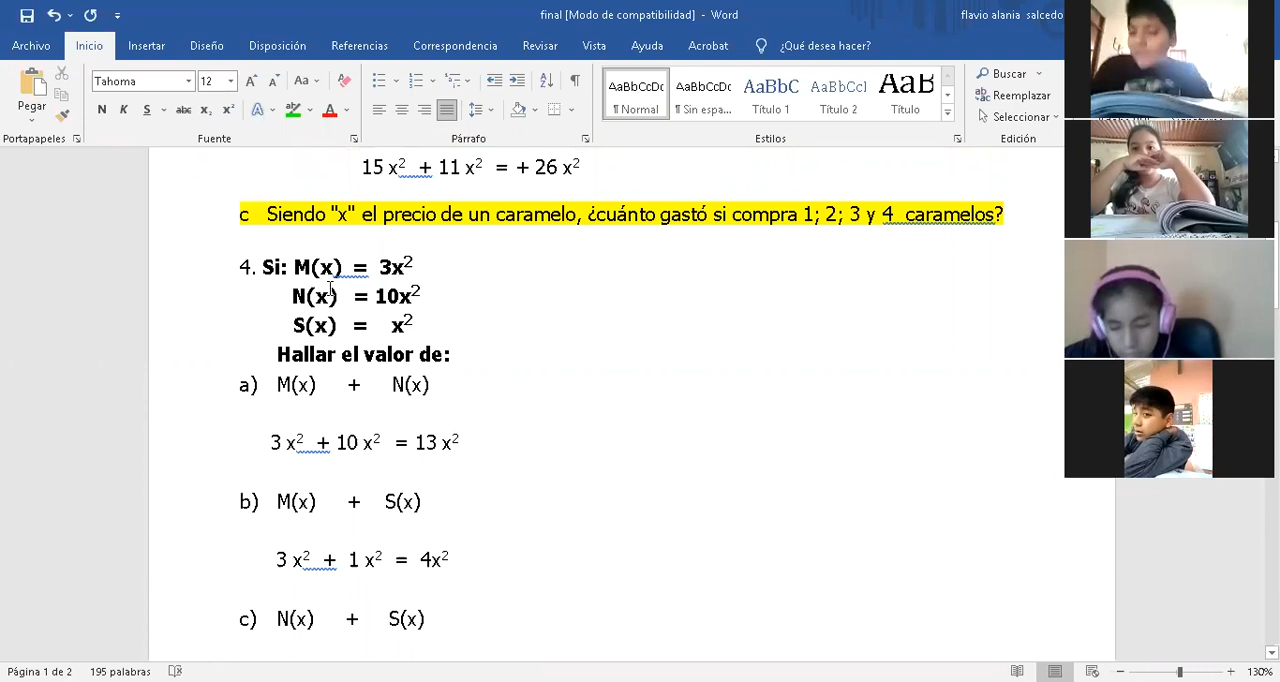 final [Modo de compatibilidad] - Word
flavio alania salcedo
Archivo Inicio Insertar Diseño Disposición Referencias Correspondencia Revisar Vista Ayuda Acrobat ¿Qué desea hacer?
Pegar
Tahoma 12
N K S abc x₂ x²
AaBbCcDc AaBbCcDc AaBbC AaBbCcl AaB
¶ Normal ¶ Sin espa... Título 1 Título 2 Título
Buscar
Reemplazar
Seleccionar
Portapapeles Fuente Párrafo Estilos Edición
15 x² + 11 x² = + 26 x²
c Siendo "x" el precio de un caramelo, ¿cuánto gastó si compra 1; 2; 3 y 4 caramelos?
4. Si: M(x) = 3x²
N(x) = 10x²
S(x) = x²
Hallar el valor de:
a) M(x) + N(x)
3 x² + 10 x² = 13 x²
b) M(x) + S(x)
3 x² + 1 x² = 4x²
c) N(x) + S(x)
Página 1 de 2 195 palabras 130%